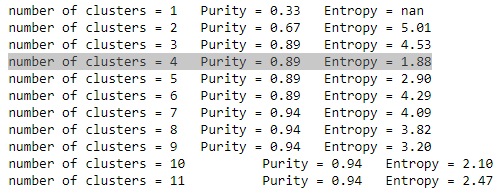 number of clusters = 1   Purity = 0.33   Entropy = nan
number of clusters = 2   Purity = 0.67   Entropy = 5.01
number of clusters = 3   Purity = 0.89   Entropy = 4.53
number of clusters = 4   Purity = 0.89   Entropy = 1.88
number of clusters = 5   Purity = 0.89   Entropy = 2.90
number of clusters = 6   Purity = 0.89   Entropy = 4.29
number of clusters = 7   Purity = 0.94   Entropy = 4.09
number of clusters = 8   Purity = 0.94   Entropy = 3.82
number of clusters = 9   Purity = 0.94   Entropy = 3.20
number of clusters = 10          Purity = 0.94   Entropy = 2.10
number of clusters = 11          Purity = 0.94   Entropy = 2.47